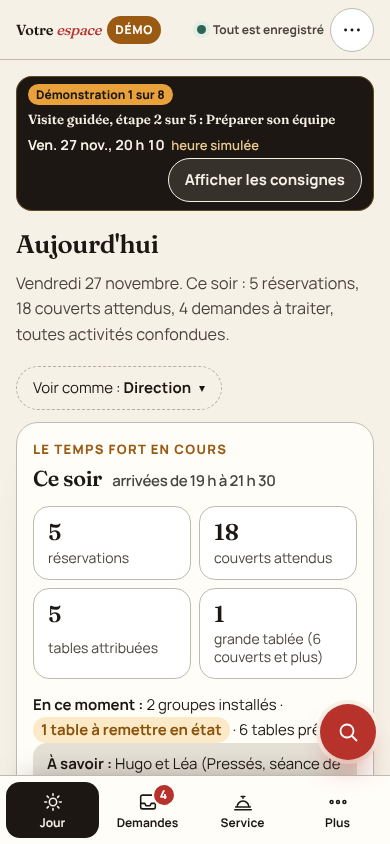 Votre espace DÉMO
Tout est enregistré
Démonstration 1 sur 8
Visite guidée, étape 2 sur 5 : Préparer son équipe
Ven. 27 nov., 20 h 10 heure simulée
Afficher les consignes
Aujourd'hui
Vendredi 27 novembre. Ce soir : 5 réservations,
18 couverts attendus, 4 demandes à traiter,
toutes activités confondues.
Voir comme : Direction ▾
LE TEMPS FORT EN COURS
Ce soir arrivées de 19 h à 21 h 30
5
réservations
18
couverts attendus
5
tables attribuées
1
grande tablée (6
couverts et plus)
En ce moment : 2 groupes installés ·
1 table à remettre en état · 6 tables
À savoir : Hugo et Léa (Pressés, séance de
4
Jour
Demandes
Service
Plus